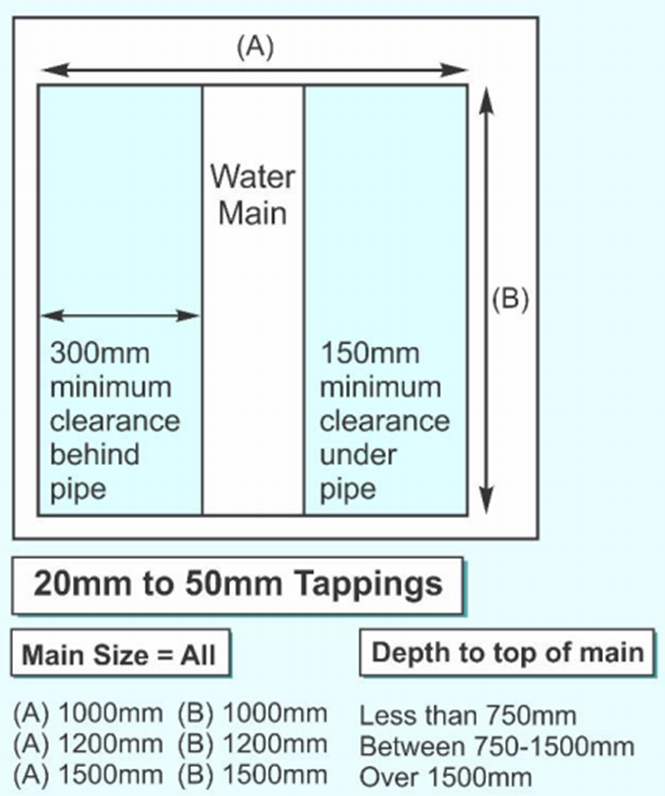 (A)
Water
Main
(B)
300mm
minimum
clearance
behind
pipe
150mm
minimum
clearance
under
pipe
20mm to 50mm Tappings
Main Size = All
Depth to top of main
(A) 1000mm (B) 1000mm Less than 750mm
(A) 1200mm (B) 1200mm Between 750-1500mm
(A) 1500mm (B) 1500mm Over 1500mm